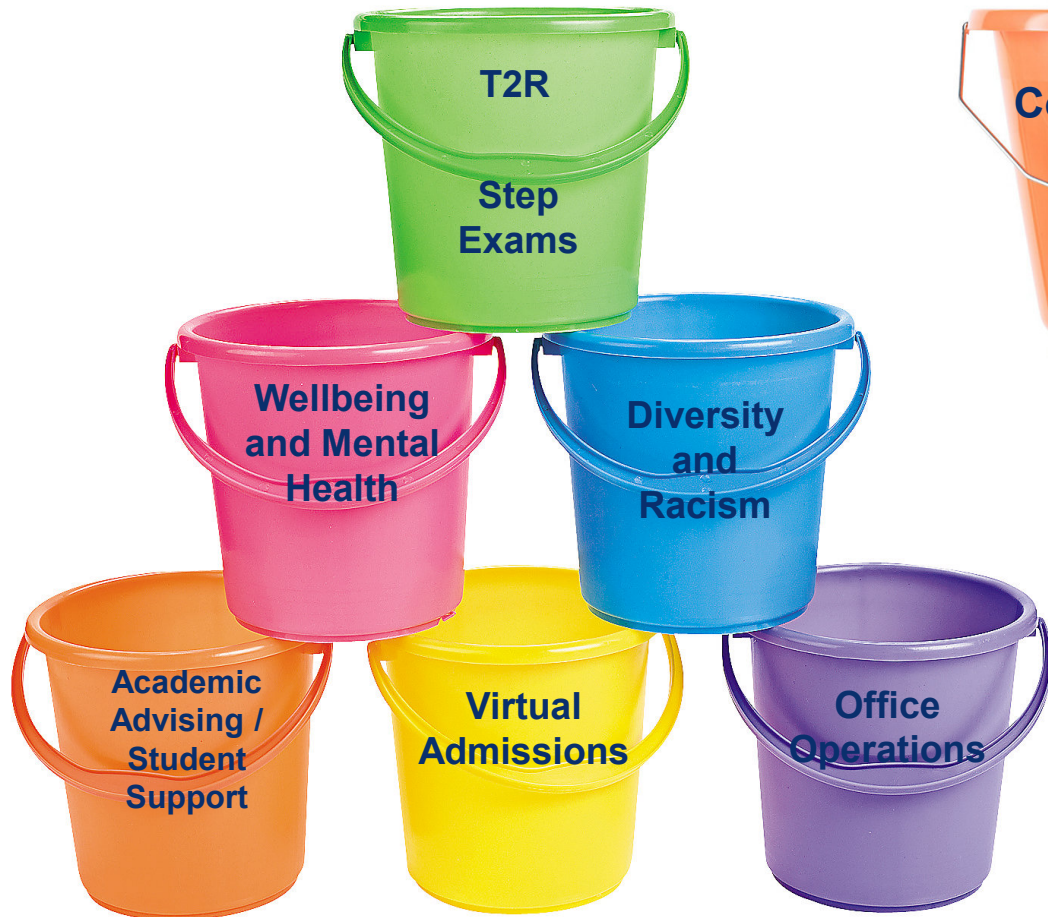 T2R
Step
Exams
Wellbeing
and Mental
Health
Diversity
and
Racism
Academic
Advising /
Student
Support
Virtual
Admissions
Office
Operations